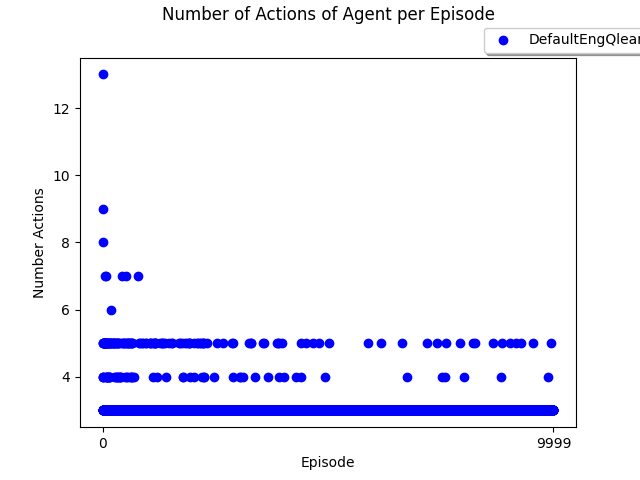 Number of Actions of Agent per Episode
DefaultEngQlear
Number Actions
12
10
8
6
4
0
9999
Episode